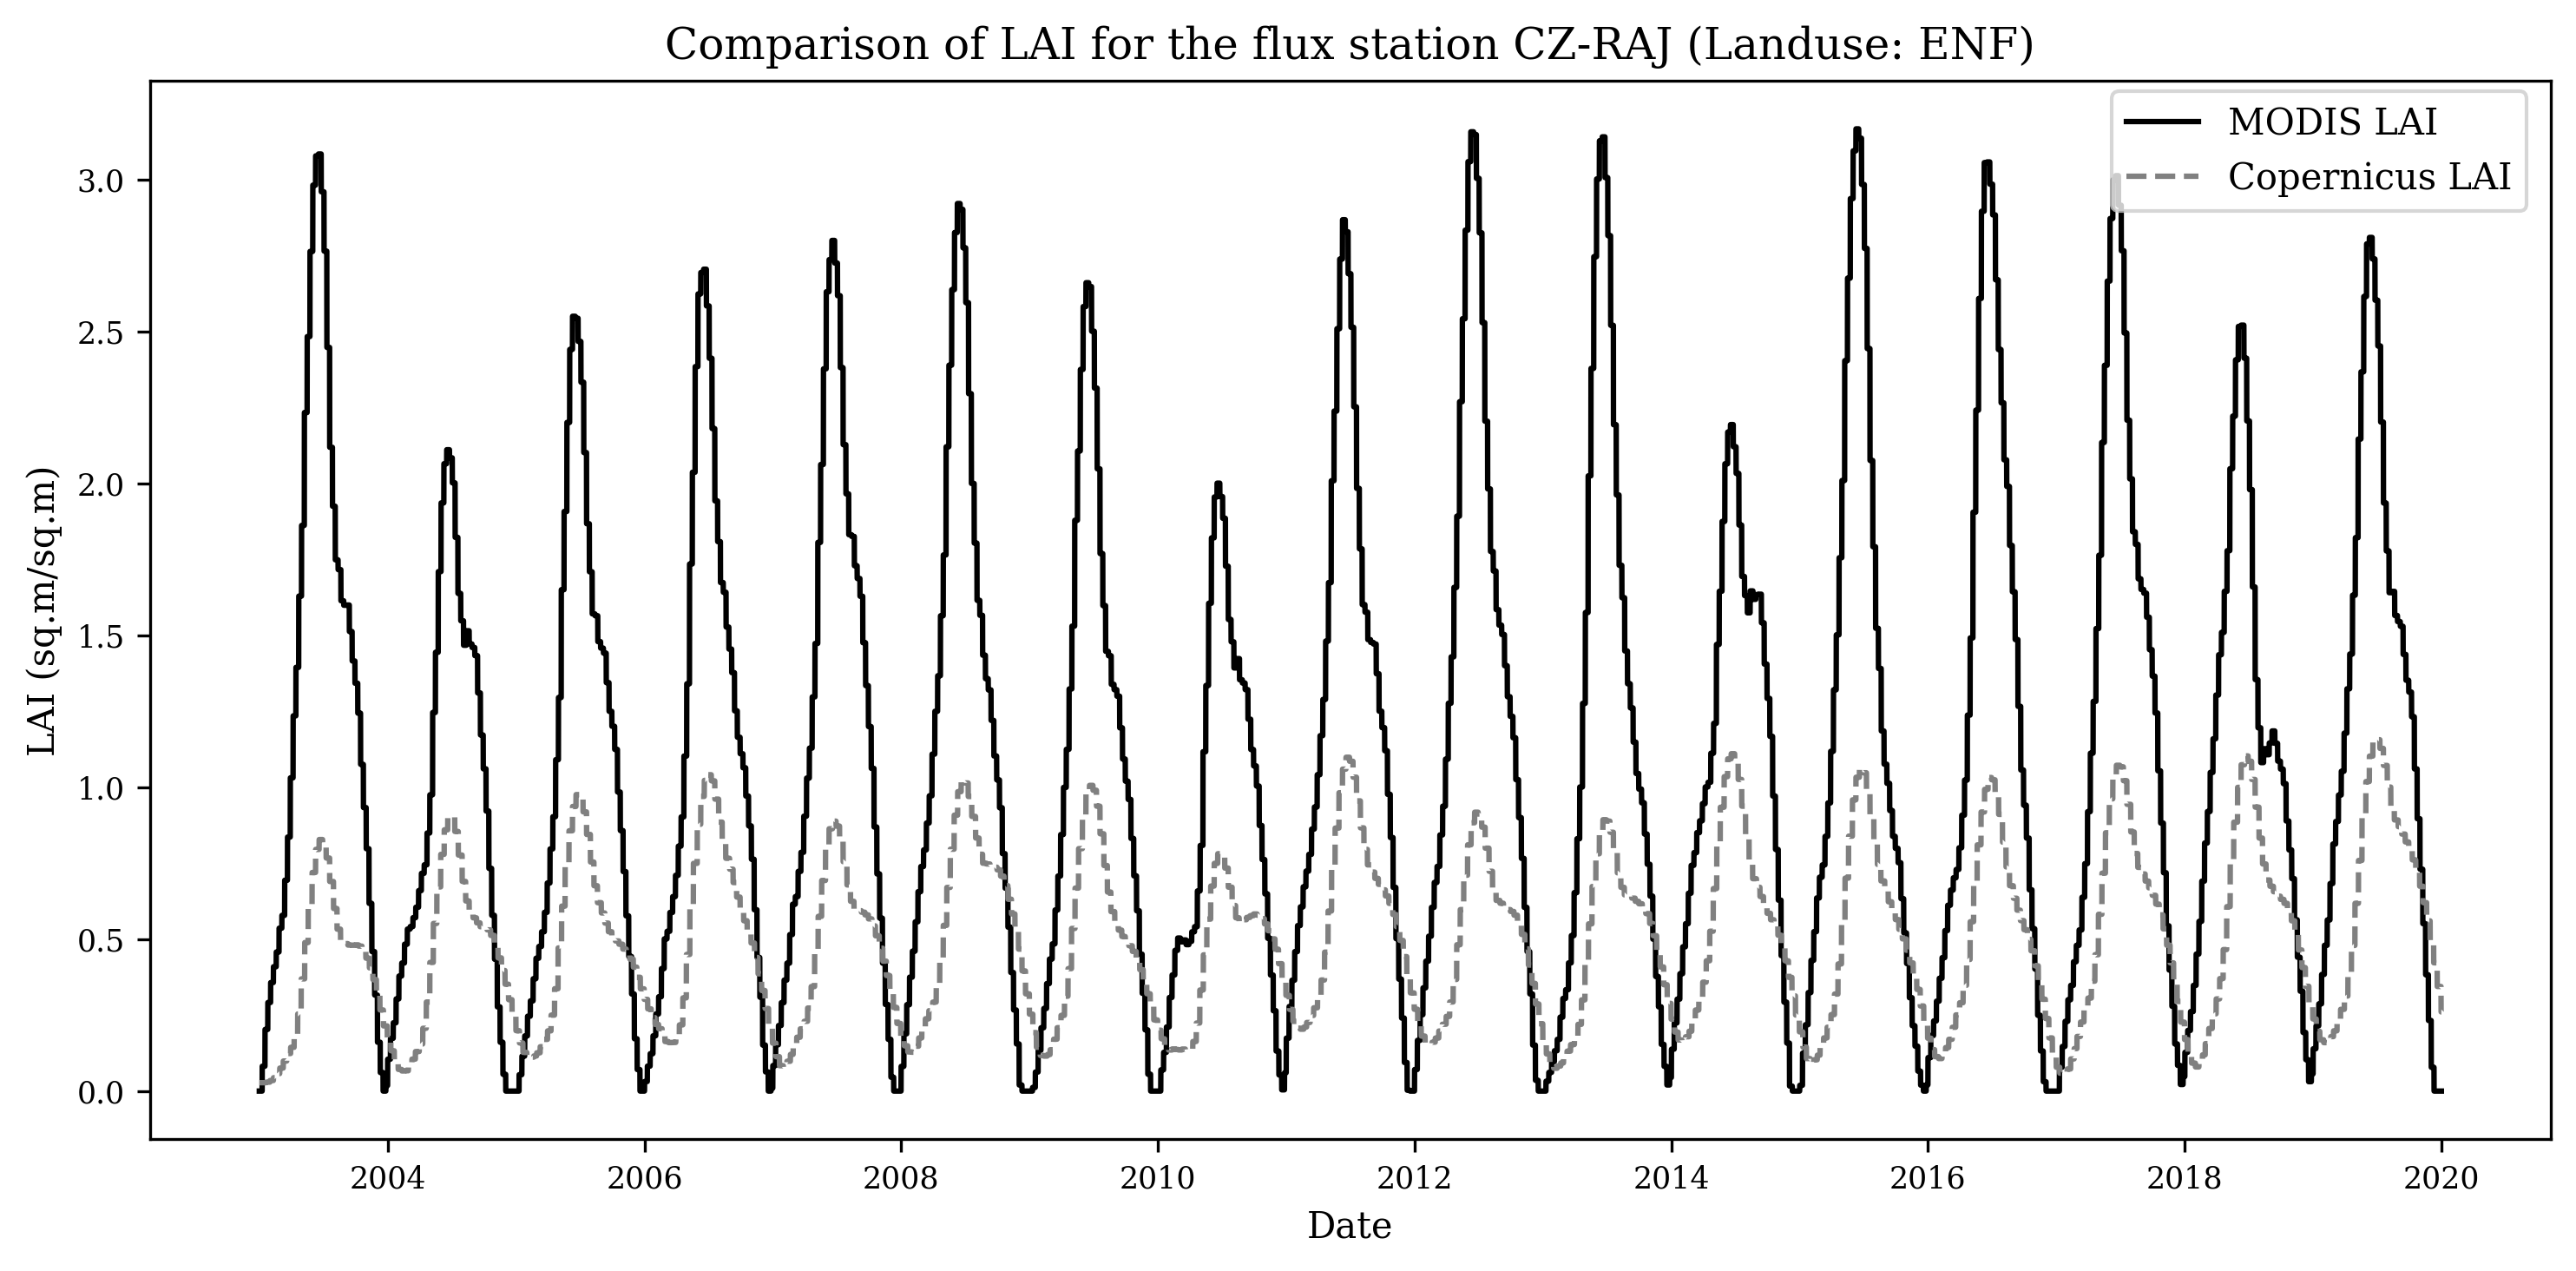 Comparison of LAI for the flux station CZ-RAJ (Landuse: ENF)
MODIS LAI
Copernicus LAI
LAI (sq.m/sq.m)
3.0
2.5
2.0
1.5
1.0
0.5
0.0
2004 2006 2008 2010 2012 2014 2016 2018 2020
Date